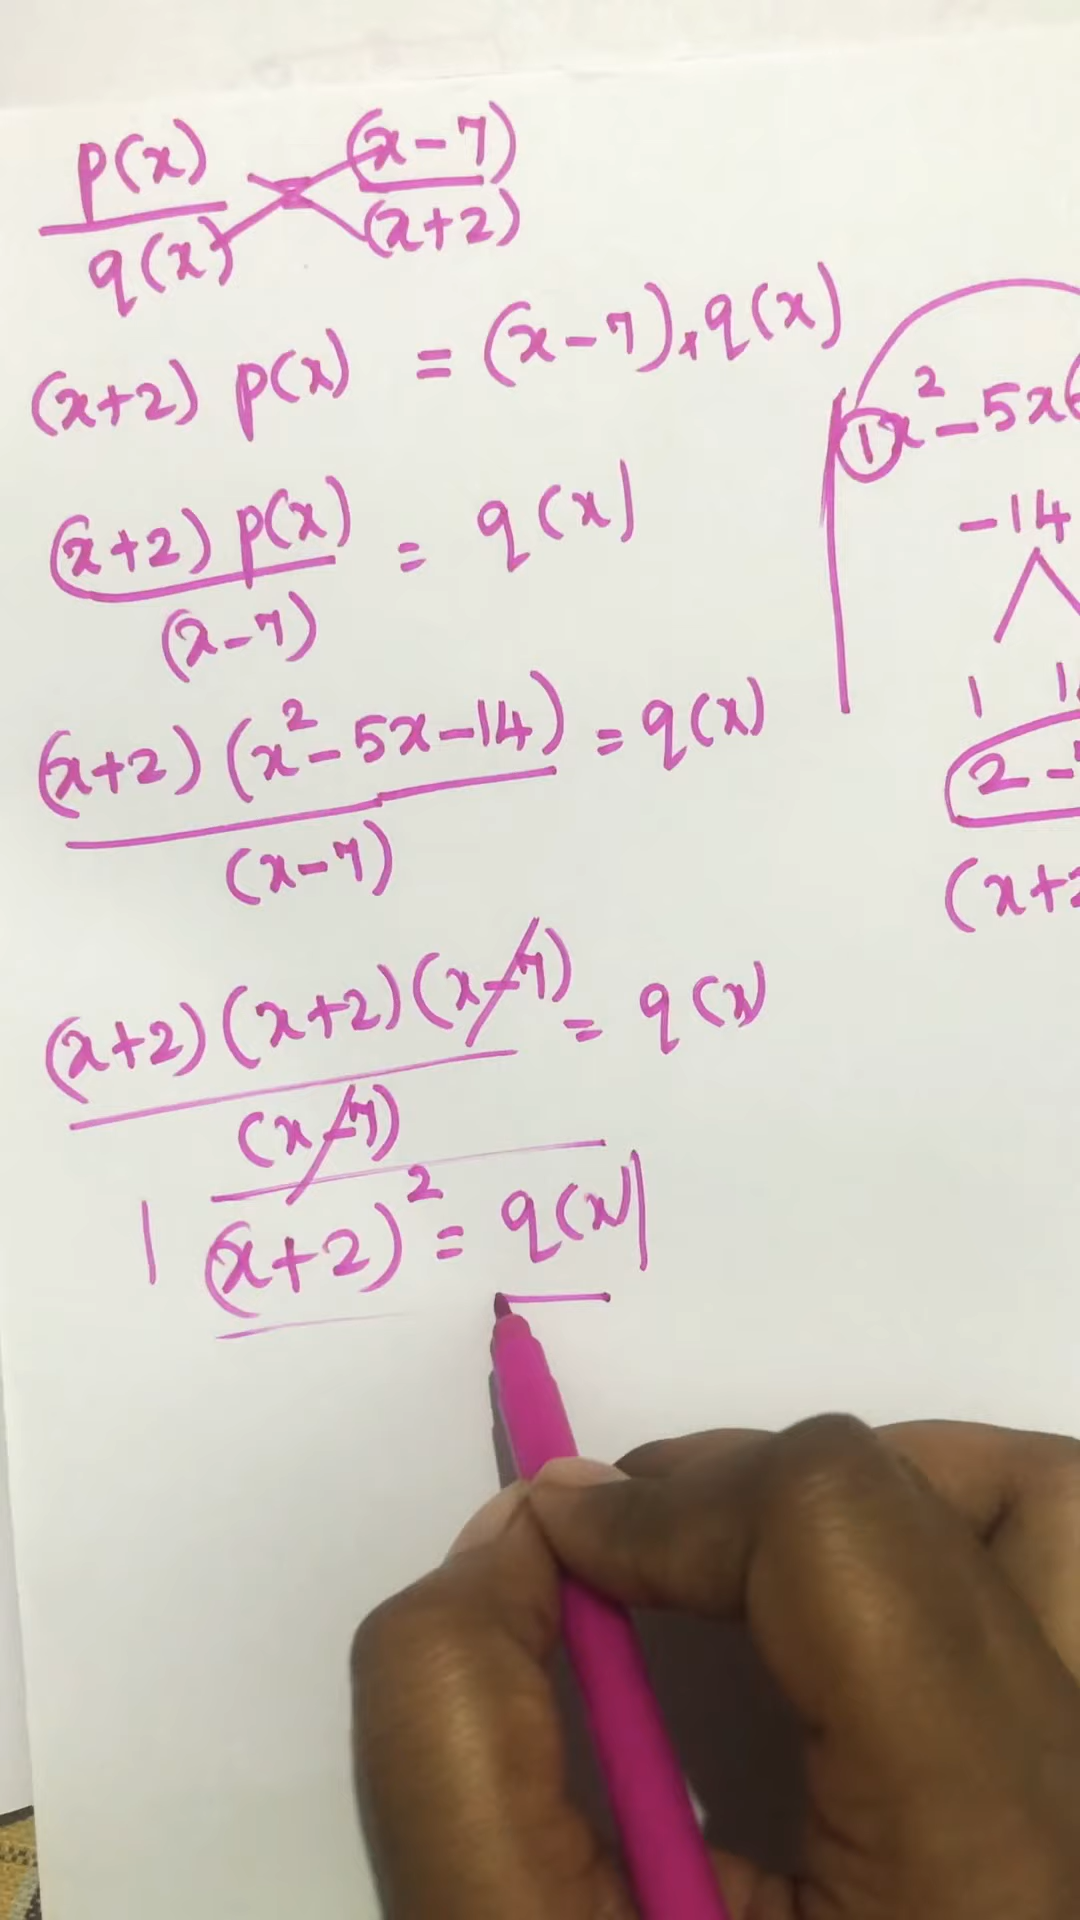 p(x) (x-7)
q(x) (x+2)
(x+2) p(x) = (x-7) × q(x)
(x+2) p(x) = q(x)
(x-7)
(x+2)(x²-5x-14) = q(x)
(x-7)
(x+2)(x+2)(x-7) = q(x)
(x-7)
(x+2)² = q(x)
1x²-5x
-14
1
2 -
(x+2